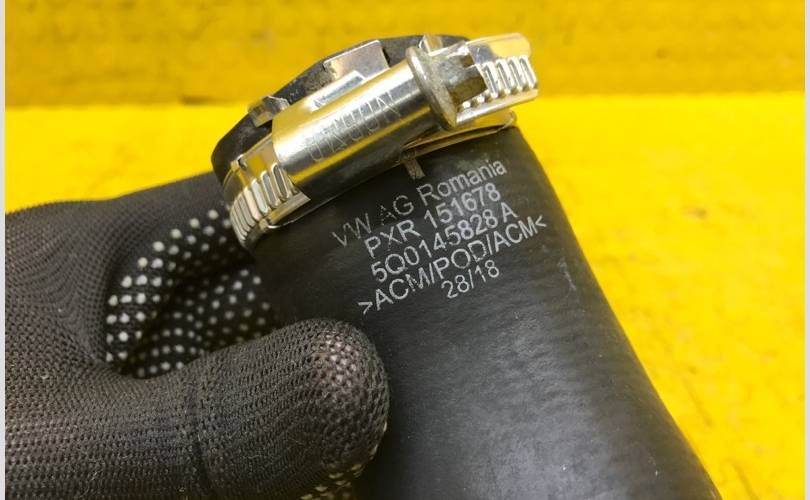 VW AG Romania
PXR 151678
5Q0145828 A
>ACM/POD/ACM<
28/18